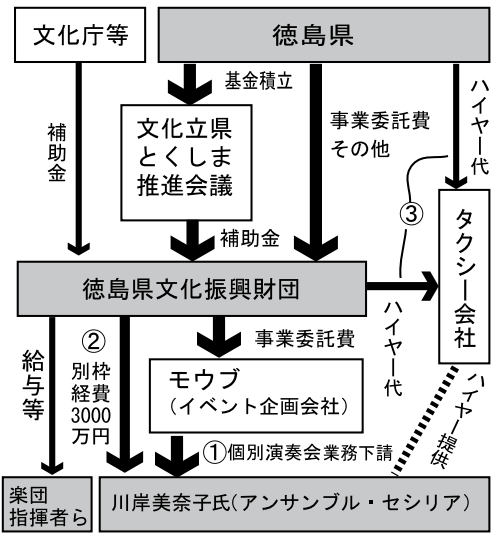 文化庁等
徳島県
基金積立
補助金
文化立県
とくしま
推進会議
事業委託費
その他
ハイヤー代
③
補助金
タクシー会社
徳島県文化振興財団
ハイヤー代
給与等
②
別枠
経費
3000
万円
事業委託費
モウブ
（イベント企画会社）
①個別演奏会業務下請
ハイヤー提供
楽団
指揮者ら
川岸美奈子氏（アンサンブル・セシリア）